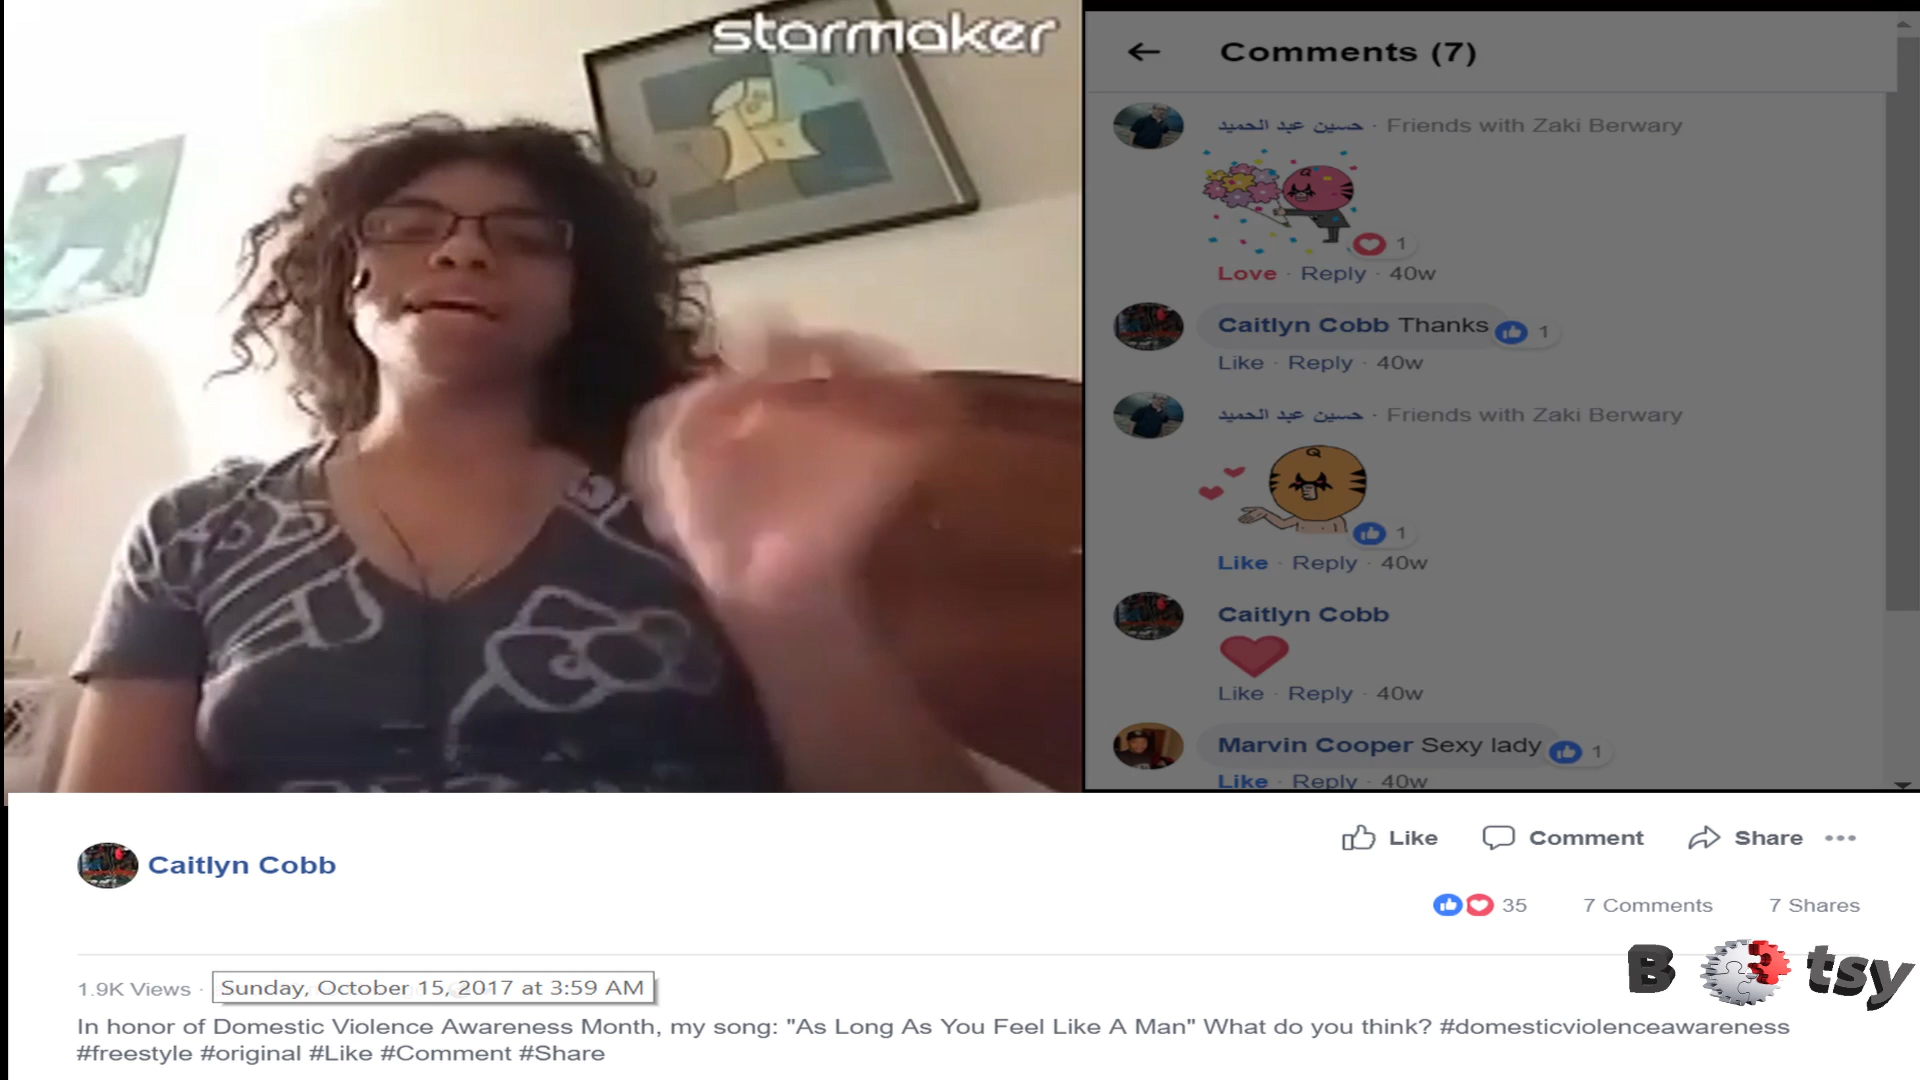 starmaker
Comments (7)
حسين عبد الحميد · Friends with Zaki Berwary
1
Love · Reply · 40w
Caitlyn Cobb Thanks 1
Like · Reply · 40w
حسين عبد الحميد · Friends with Zaki Berwary
1
Like · Reply · 40w
Caitlyn Cobb
Like · Reply · 40w
Marvin Cooper Sexy lady 1
Like · Reply · 40w
Caitlyn Cobb
Like Comment Share
35 7 Comments 7 Shares
Botsy
1.9K Views · Sunday, October 15, 2017 at 3:59 AM
In honor of Domestic Violence Awareness Month, my song: "As Long As You Feel Like A Man" What do you think? #domesticviolenceawareness
#freestyle #original #Like #Comment #Share